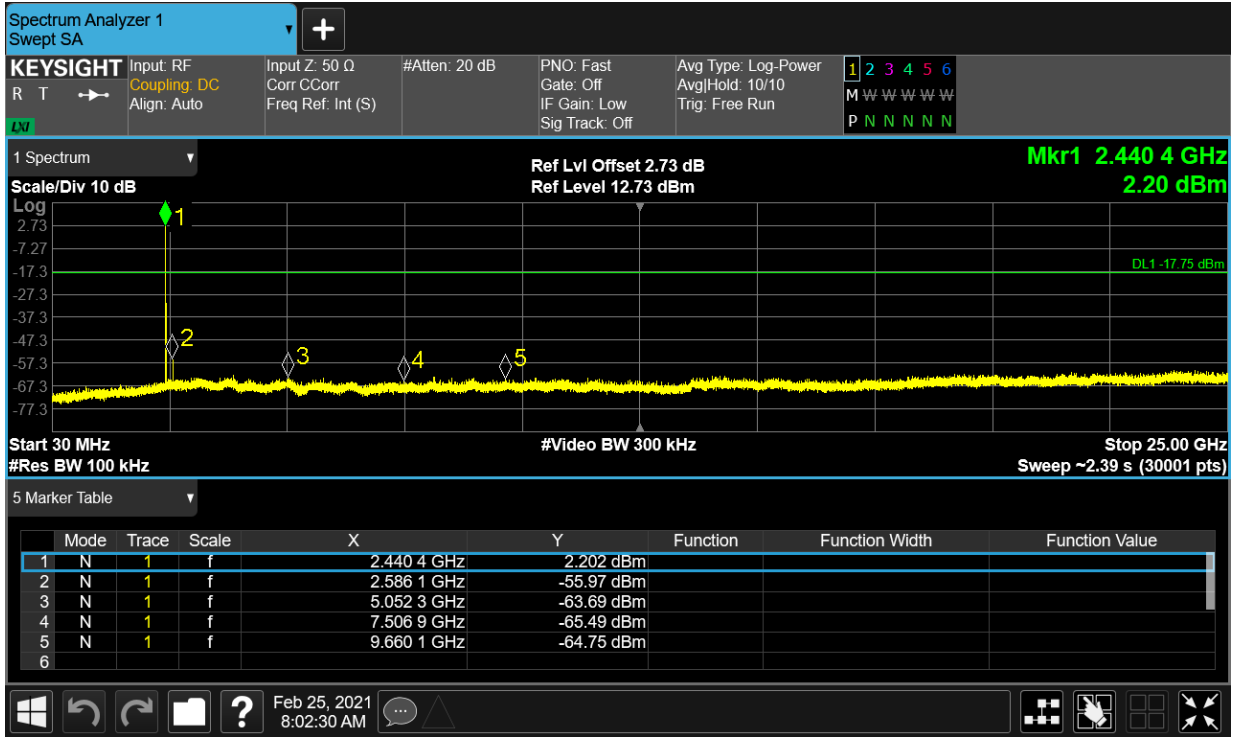 Spectrum Analyzer 1
Swept SA
+
KEYSIGHT
R T
LXI
Input: RF
Coupling: DC
Align: Auto
Input Z: 50 Ω
Corr CCorr
Freq Ref: Int (S)
#Atten: 20 dB
PNO: Fast
Gate: Off
IF Gain: Low
Sig Track: Off
Avg Type: Log-Power
Avg|Hold: 10/10
Trig: Free Run
1 2 3 4 5 6
M W W W W W
P N N N N N
1 Spectrum
Scale/Div 10 dB
Ref Lvl Offset 2.73 dB
Ref Level 12.73 dBm
Mkr1 2.440 4 GHz
2.20 dBm
Log
2.73
-7.27
-17.3
-27.3
-37.3
-47.3
-57.3
-67.3
-77.3
1
2
3
4
5
DL1 -17.75 dBm
Start 30 MHz
#Video BW 300 kHz
Stop 25.00 GHz
#Res BW 100 kHz
Sweep ~2.39 s (30001 pts)
5 Marker Table
Mode Trace Scale X Y Function Function Width Function Value
1 N 1 f 2.440 4 GHz 2.202 dBm
2 N 1 f 2.586 1 GHz -55.97 dBm
3 N 1 f 5.052 3 GHz -63.69 dBm
4 N 1 f 7.506 9 GHz -65.49 dBm
5 N 1 f 9.660 1 GHz -64.75 dBm
6
?
Feb 25, 2021
8:02:30 AM